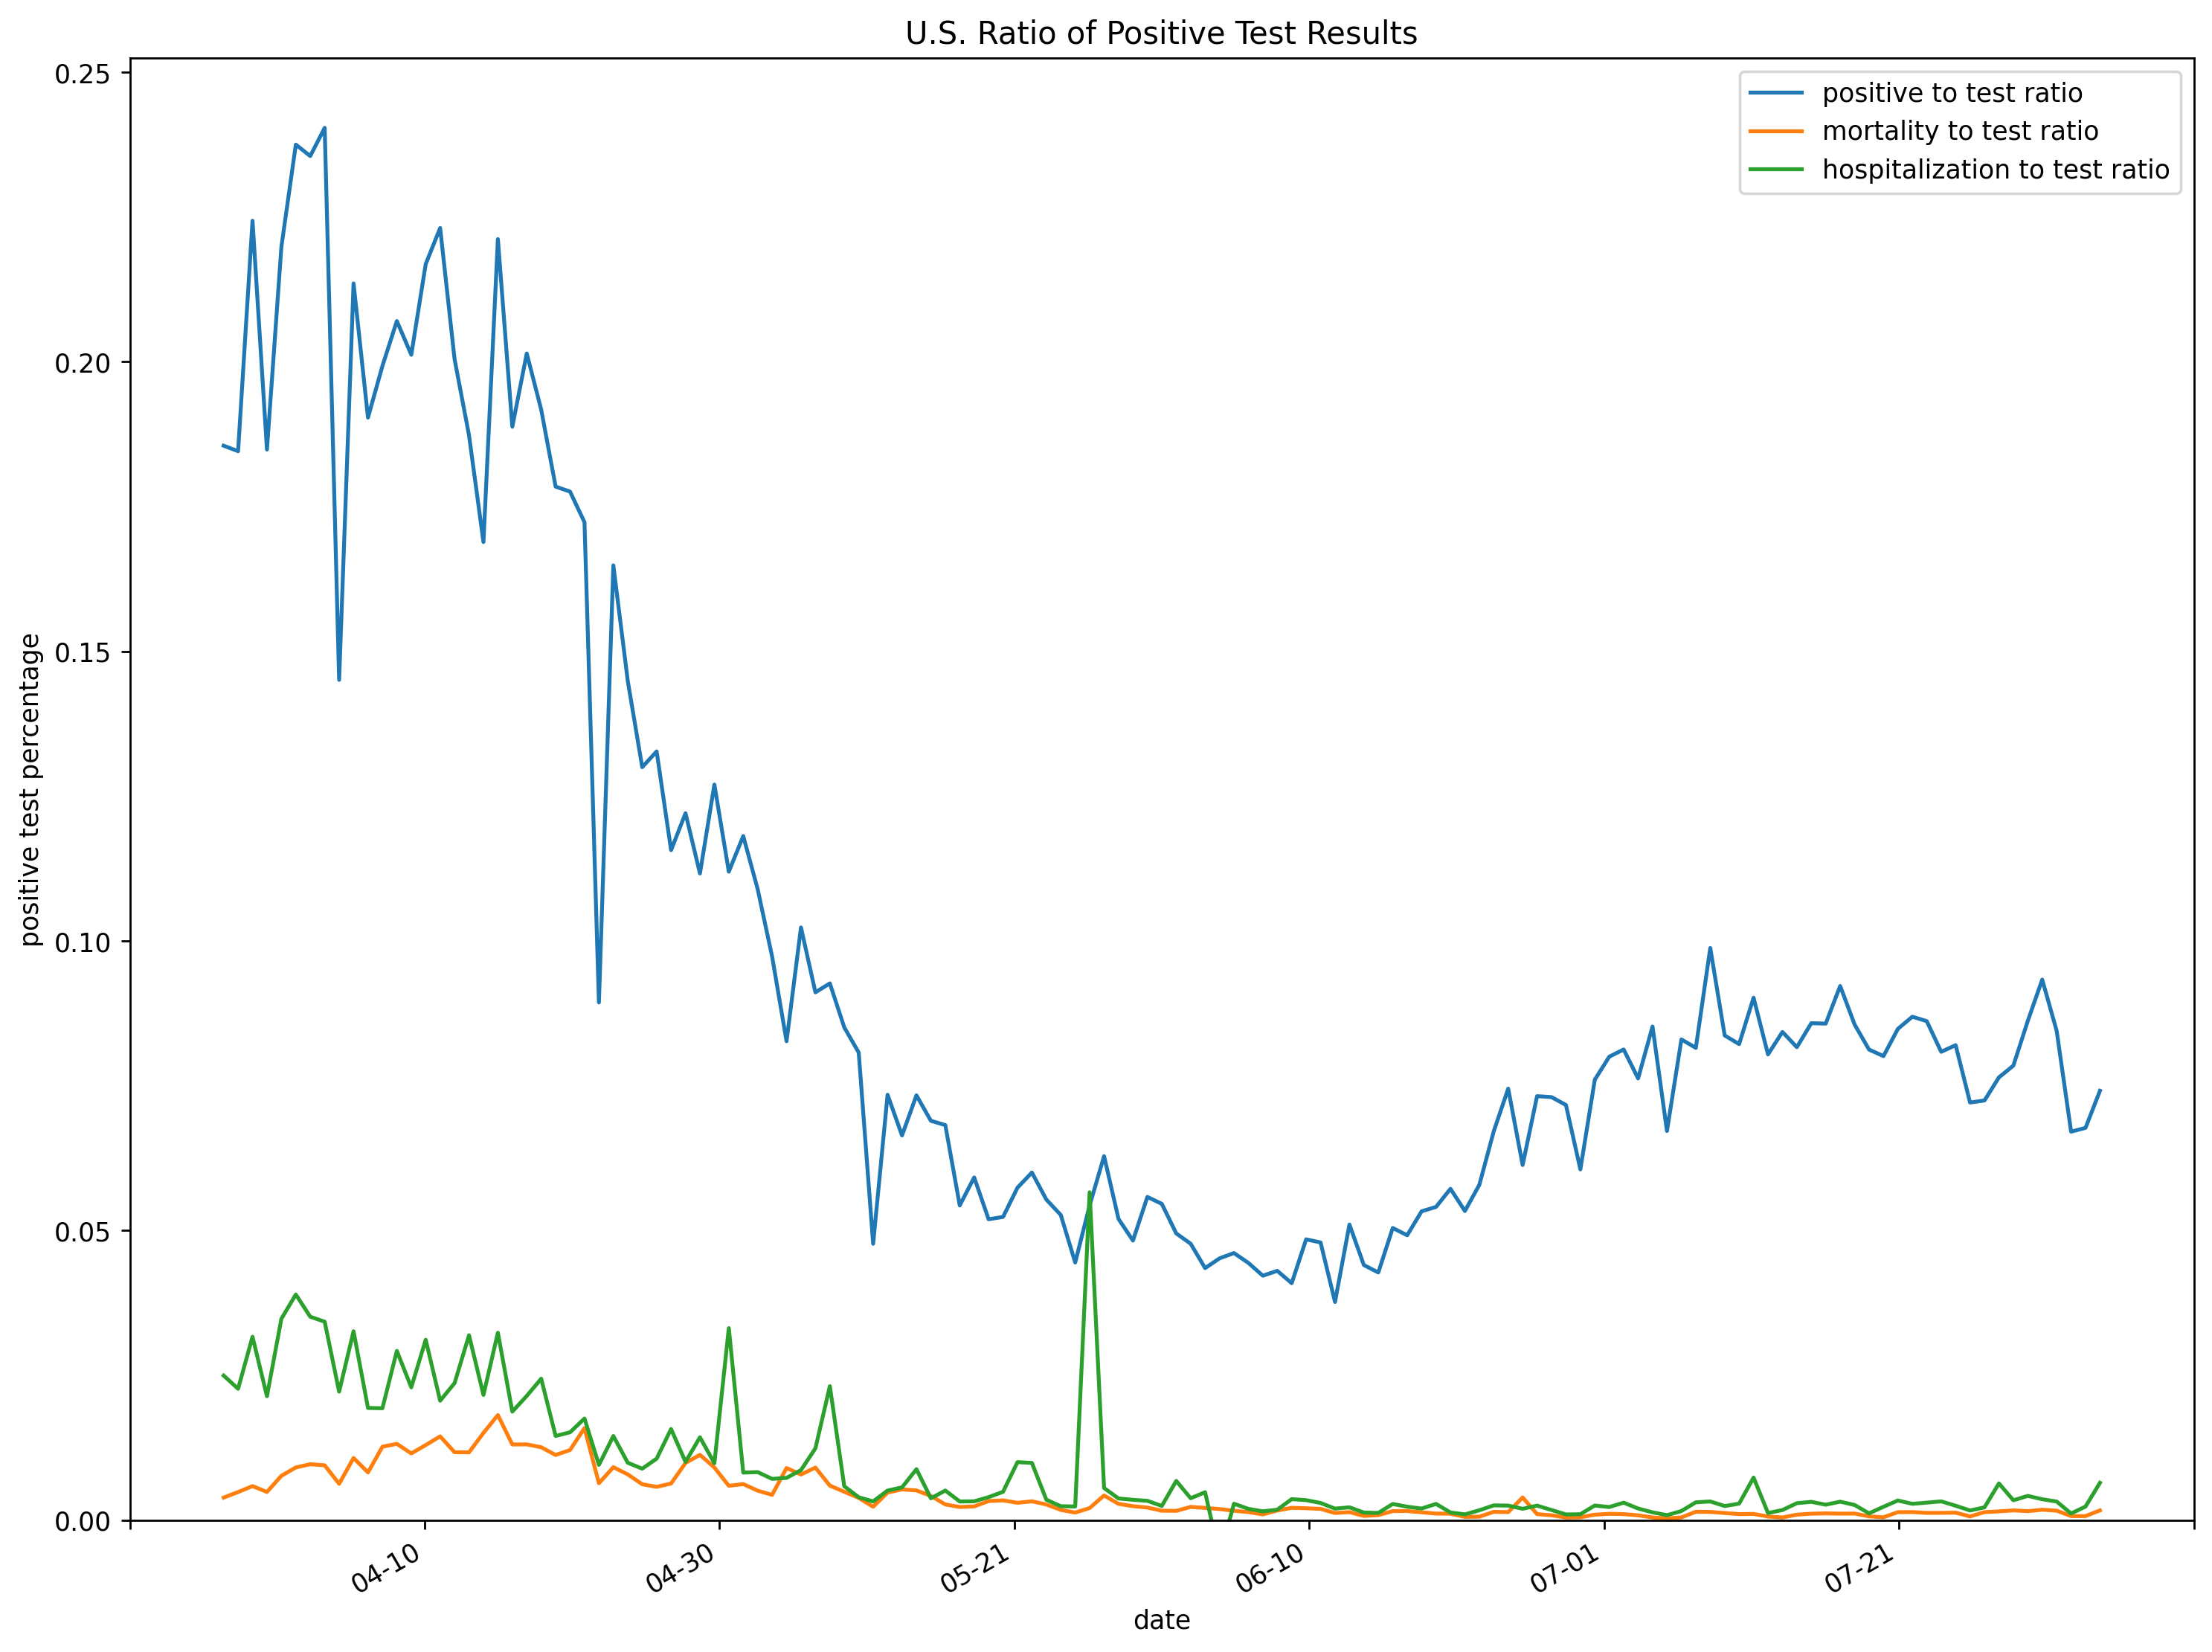 U.S. Ratio of Positive Test Results
positive to test ratio
mortality to test ratio
hospitalization to test ratio
positive test percentage
0.25
0.20
0.15
0.10
0.05
0.00
04-10
04-30
05-21
06-10
07-01
07-21
date